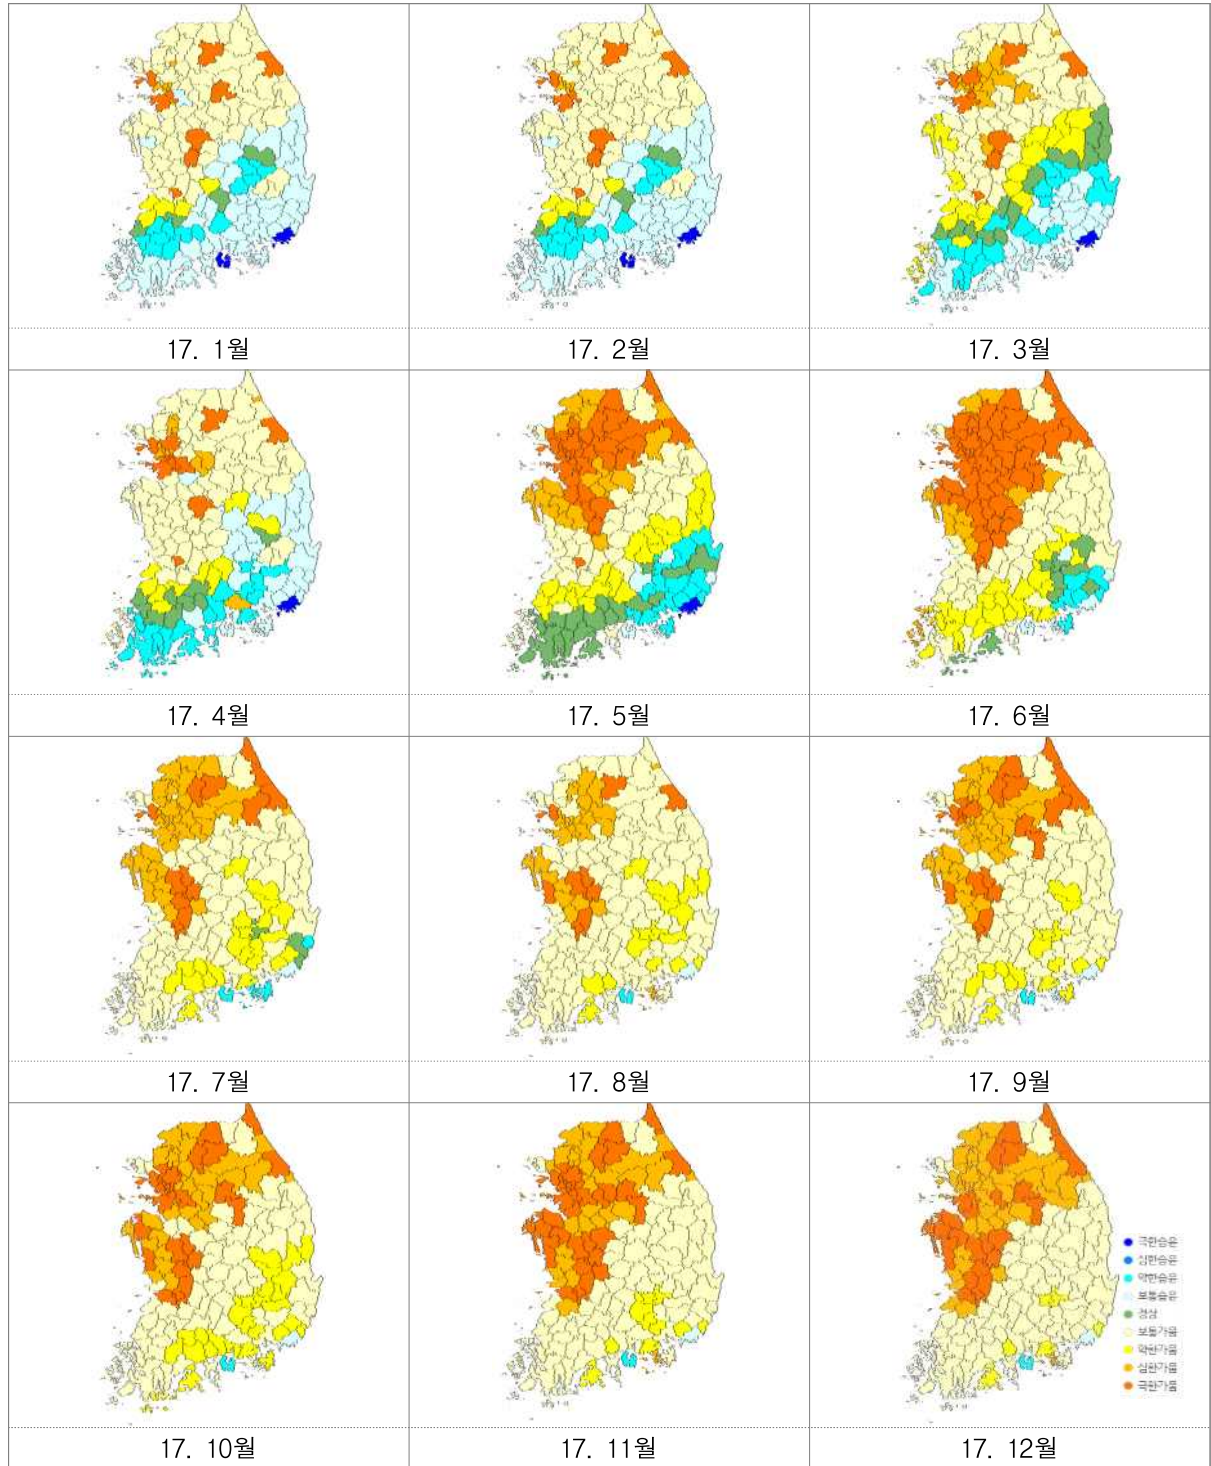 17. 1월
17. 2월
17. 3월
17. 4월
17. 5월
17. 6월
17. 7월
17. 8월
17. 9월
극한습윤
심한습윤
약한습윤
보통습윤
정상
보통가뭄
약한가뭄
심한가뭄
극한가뭄
17. 10월
17. 11월
17. 12월